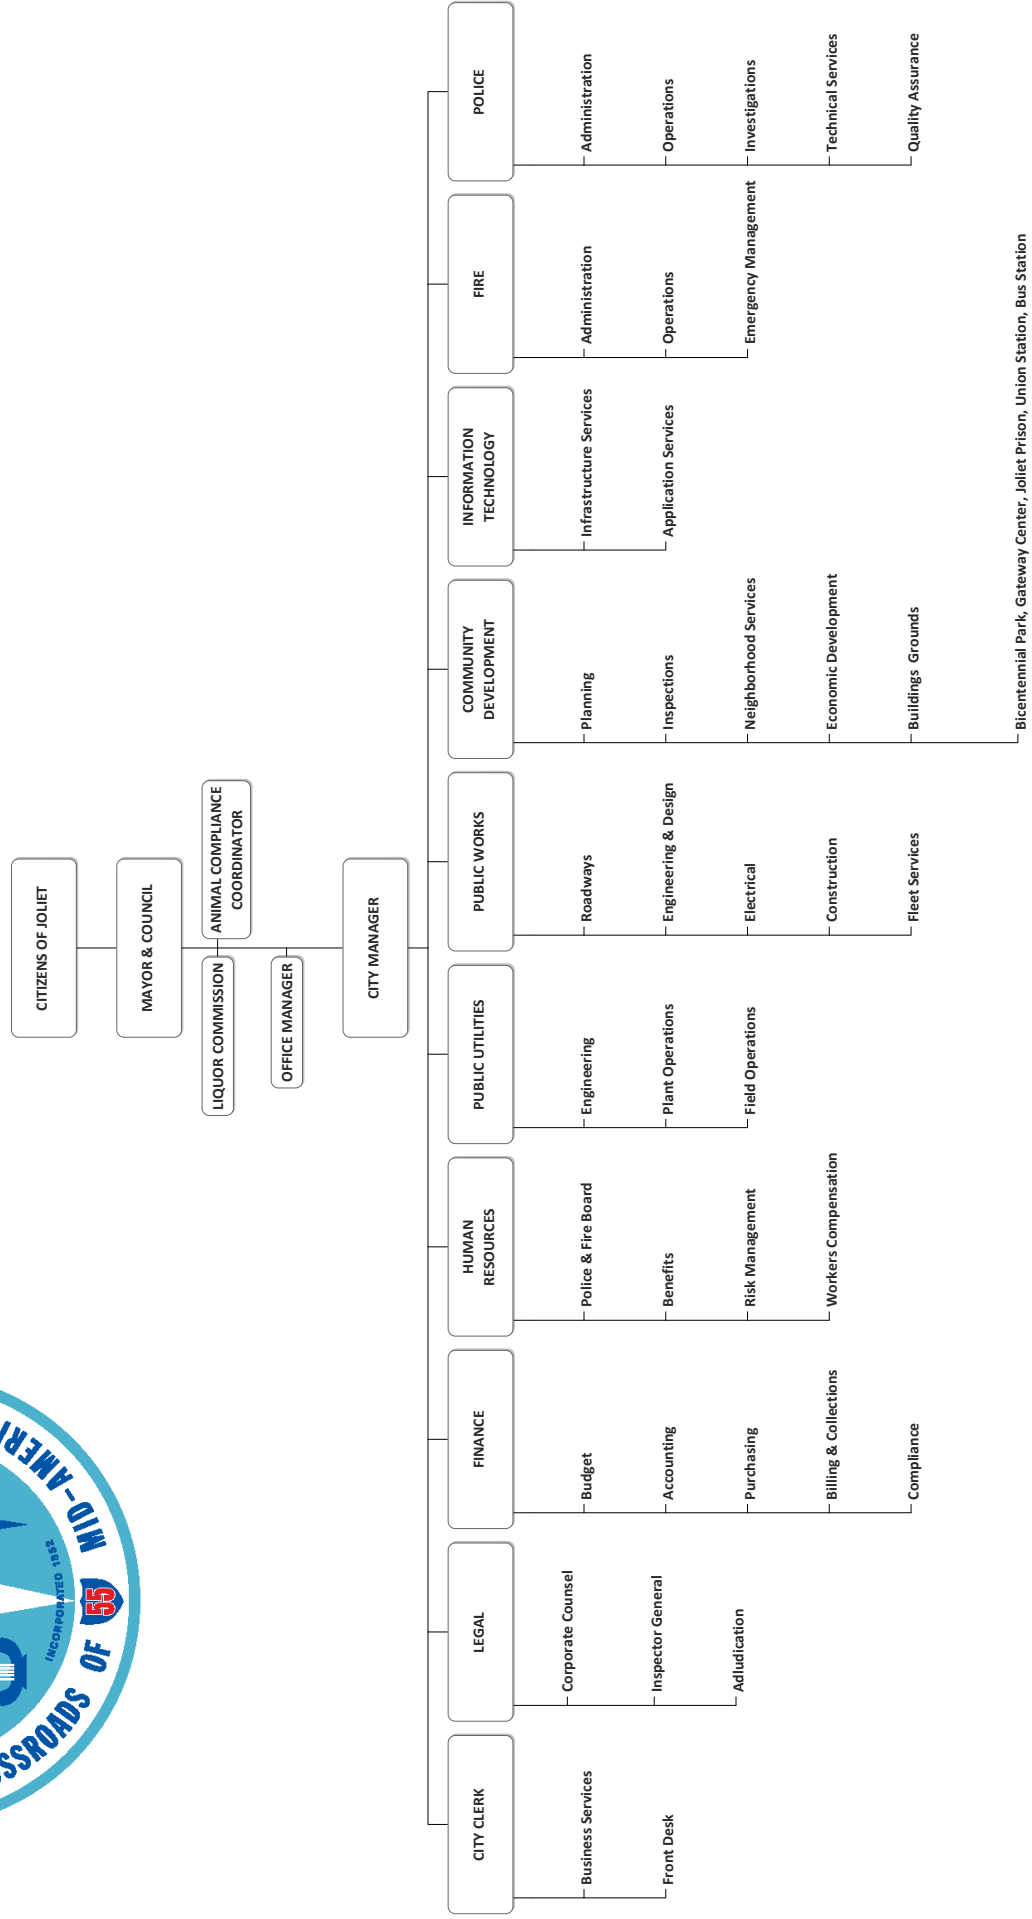 CITIZENS OF JOLIET
MAYOR & COUNCIL
LIQUOR COMMISSION
ANIMAL COMPLIANCE
COORDINATOR
OFFICE MANAGER
CITY MANAGER
CITY CLERK
Business Services
Front Desk
LEGAL
Corporate Counsel
Inspector General
Adludication
FINANCE
Budget
Accounting
Purchasing
Billing & Collections
Compliance
HUMAN
RESOURCES
Police & Fire Board
Benefits
Risk Management
Workers Compensation
PUBLIC UTILITIES
Engineering
Plant Operations
Field Operations
PUBLIC WORKS
Roadways
Engineering & Design
Electrical
Construction
Fleet Services
COMMUNITY
DEVELOPMENT
Planning
Inspections
Neighborhood Services
Economic Development
Buildings Grounds
Bicentennial Park, Gateway Center, Joliet Prison, Union Station, Bus Station
INFORMATION
TECHNOLOGY
Infrastructure Services
Application Services
FIRE
Administration
Operations
Emergency Management
POLICE
Administration
Operations
Investigations
Technical Services
Quality Assurance
INCORPORATED 1852
OF 55 MID-AMERI
SSROADS